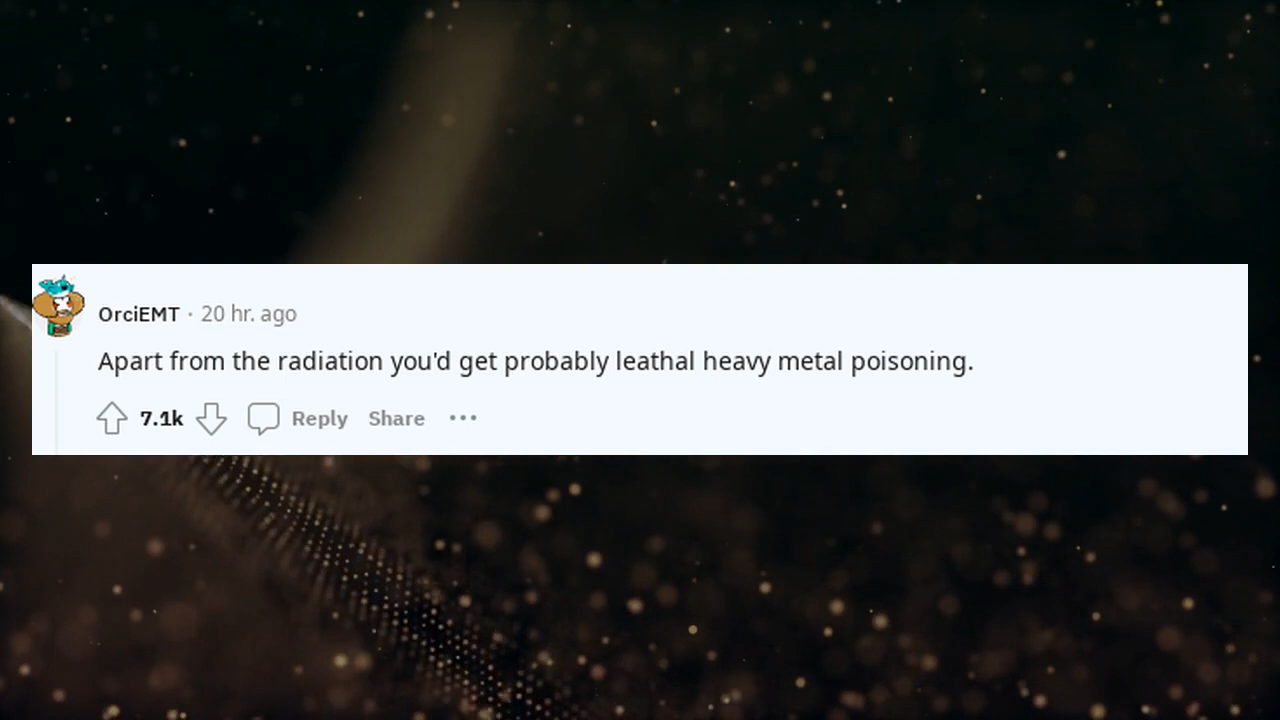 OrciEMT · 20 hr. ago
Apart from the radiation you'd get probably leathal heavy metal poisoning.
7.1k Reply Share ···